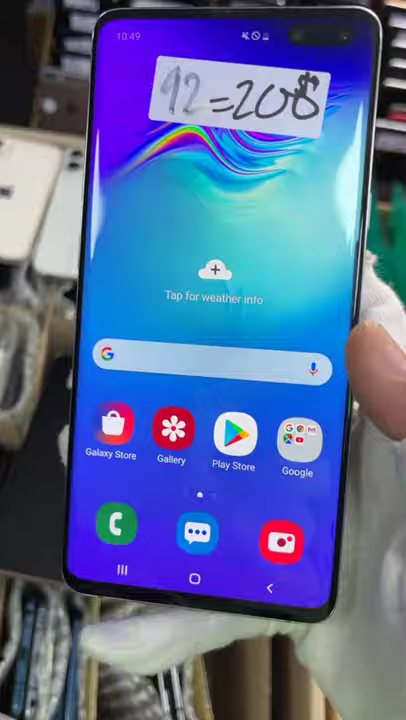 10:49
92=208$
Tap for weather info
G
Galaxy Store
Gallery
Play Store
Google